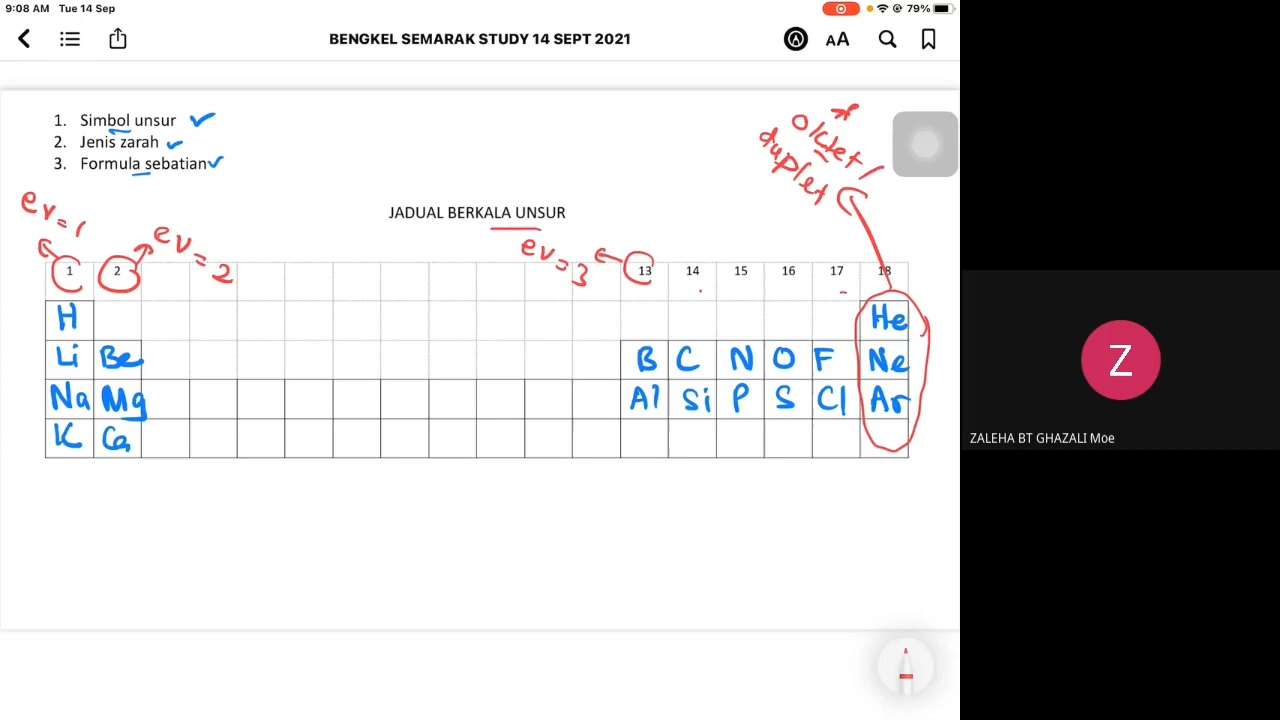 9:08 AM Tue 14 Sep
79%
BENGKEL SEMARAK STUDY 14 SEPT 2021
AA
1. Simbol unsur ✓
2. Jenis zarah ✓
3. Formula sebatian ✓
*
Oktet /
duplet
JADUAL BERKALA UNSUR
ev = 1
ev = 2
ev = 3
1 2 13 14 15 16 17 18
H He
Li Be B C N O F Ne
Na Mg Al Si P S Cl Ar
K Ca
Z
ZALEHA BT GHAZALI Moe